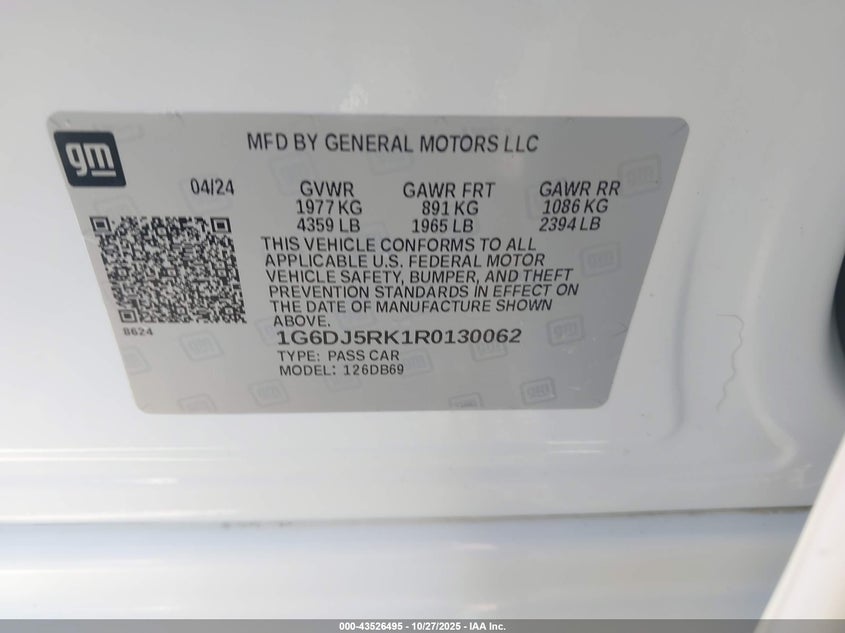 gm
MFD BY GENERAL MOTORS LLC
04/24 GVWR GAWR FRT GAWR RR
1977 KG 891 KG 1086 KG
4359 LB 1965 LB 2394 LB
THIS VEHICLE CONFORMS TO ALL
APPLICABLE U.S. FEDERAL MOTOR
VEHICLE SAFETY, BUMPER, AND THEFT
PREVENTION STANDARDS IN EFFECT ON
THE DATE OF MANUFACTURE SHOWN
ABOVE.
8624
1G6DJ5RK1R0130062
TYPE: PASS CAR
MODEL: 126DB69
000-43526495 - 10/27/2025 - IAA Inc.